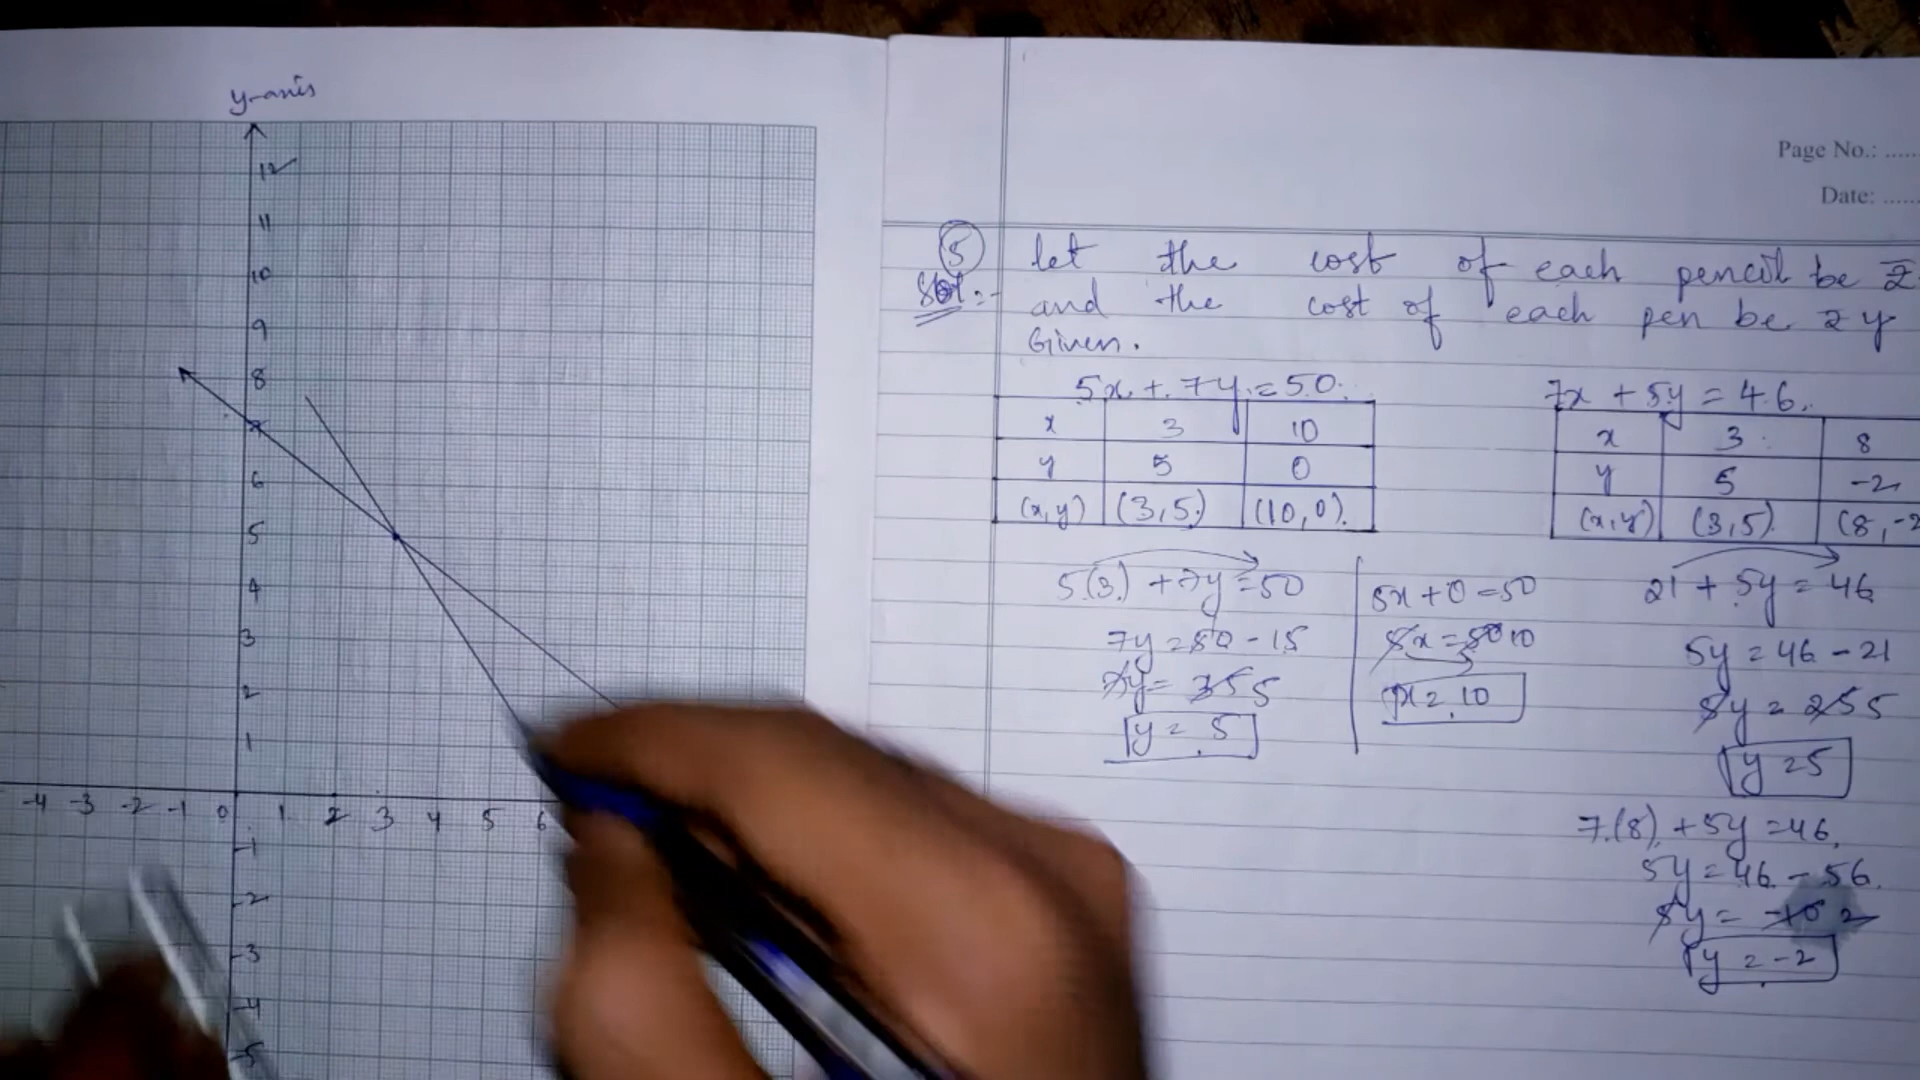 y-axis
12
11
10
9
8
7
6
5
4
3
2
1
-4 -3 -2 -1 0 1 2 3 4 5 6
-1
-2
-3
-4
-5
Page No.: ......
Date: ......
5 let the cost of each pencil be ₹
Sol:- and the cost of each pen be ₹ y
Given.
5x + 7y = 50.
x 3 10
y 5 0
(x,y) (3,5) (10,0).
7x + 5y = 46.
x 3 8
y 5 -2
(x,y) (3,5) (8,-2
5(3) + 7y = 50
7y = 50 - 15
7y = 35 5
y = 5
5x + 0 = 50
5x = 50 10
x = 10
21 + 5y = 46
5y = 46 - 21
5y = 25 5
y = 5
7(8) + 5y = 46.
5y = 46 - 56.
5y = -10 2
y = -2